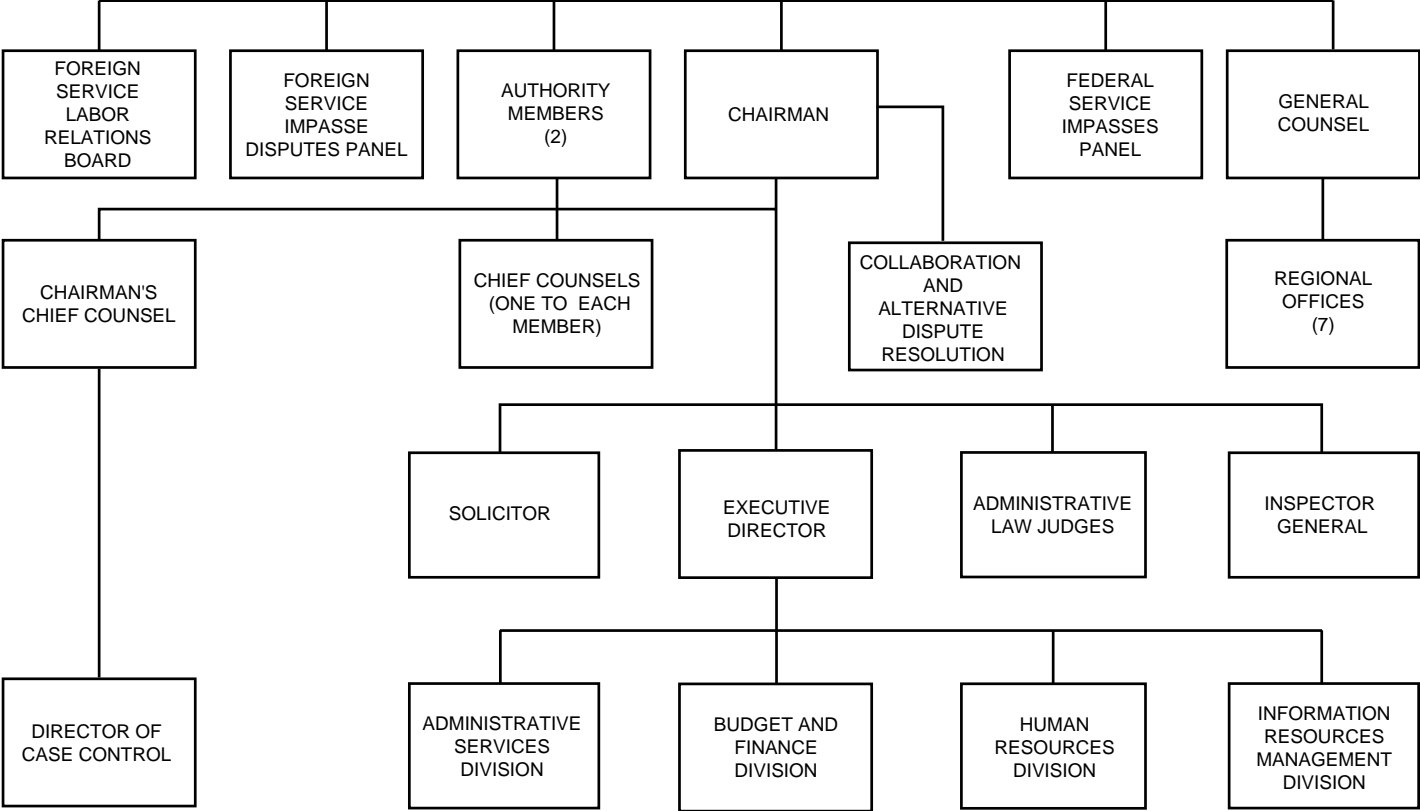 FOREIGN
SERVICE
LABOR
RELATIONS
BOARD
FOREIGN
SERVICE
IMPASSE
DISPUTES PANEL
AUTHORITY
MEMBERS
(2)
CHAIRMAN
FEDERAL
SERVICE
IMPASSES
PANEL
GENERAL
COUNSEL
CHAIRMAN'S
CHIEF COUNSEL
CHIEF COUNSELS
(ONE TO EACH
MEMBER)
COLLABORATION
AND
ALTERNATIVE
DISPUTE
RESOLUTION
REGIONAL
OFFICES
(7)
SOLICITOR
EXECUTIVE
DIRECTOR
ADMINISTRATIVE
LAW JUDGES
INSPECTOR
GENERAL
DIRECTOR OF
CASE CONTROL
ADMINISTRATIVE
SERVICES
DIVISION
BUDGET AND
FINANCE
DIVISION
HUMAN
RESOURCES
DIVISION
INFORMATION
RESOURCES
MANAGEMENT
DIVISION